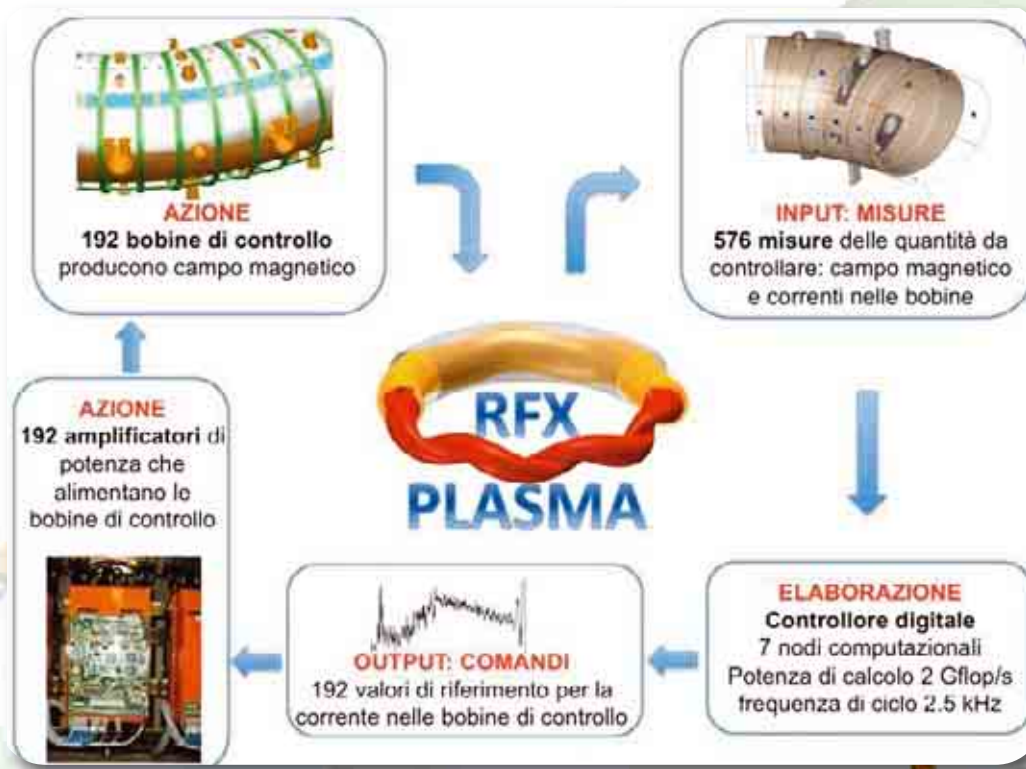 AZIONE
192 bobine di controllo
producono campo magnetico
INPUT: MISURE
576 misure delle quantità da
controllare: campo magnetico
e correnti nelle bobine
AZIONE
192 amplificatori di
potenza che
alimentano le
bobine di controllo
RFX
PLASMA
OUTPUT: COMANDI
192 valori di riferimento per la
corrente nelle bobine di controllo
ELABORAZIONE
Controllore digitale
7 nodi computazionali
Potenza di calcolo 2 Gflop/s
frequenza di ciclo 2.5 kHz